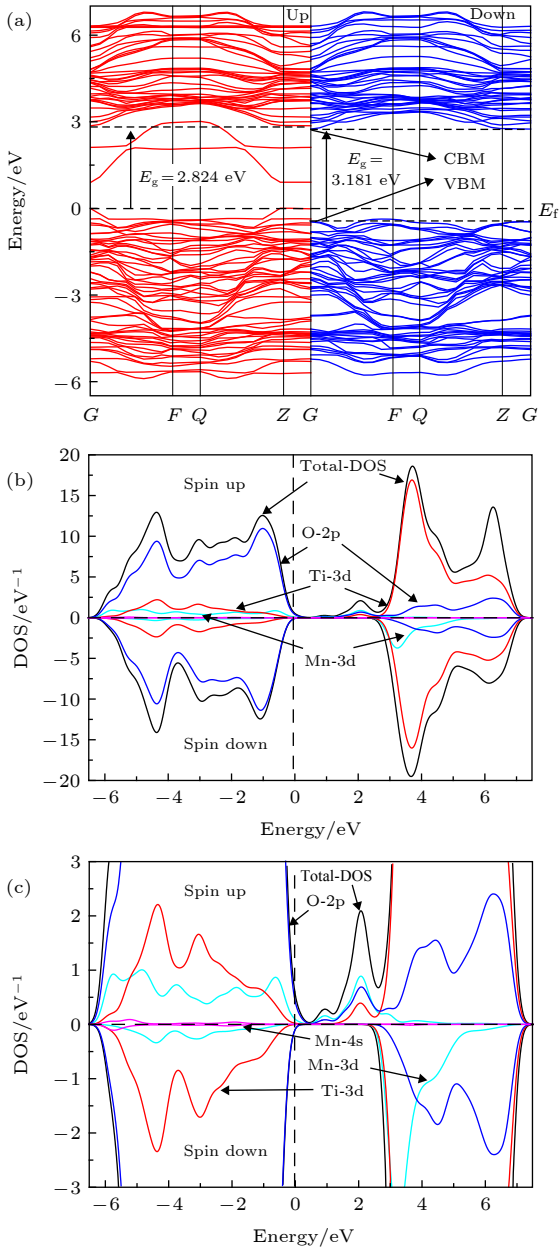 (a)
Up
Down
6
3
0
−3
−6
Energy/eV
Eg=2.824 eV
Eg=
3.181 eV
CBM
VBM
Ef
G F Q Z G F Q Z G
(b)
20
15
10
5
0
−5
−10
−15
−20
DOS/eV−1
Spin up
Total-DOS
O-2p
Ti-3d
Mn-3d
Spin down
−6 −4 −2 0 2 4 6
Energy/eV
(c)
3
2
1
0
−1
−2
−3
DOS/eV−1
Spin up
Total-DOS
O-2p
Mn-4s
Mn-3d
Ti-3d
Spin down
−6 −4 −2 0 2 4 6
Energy/eV